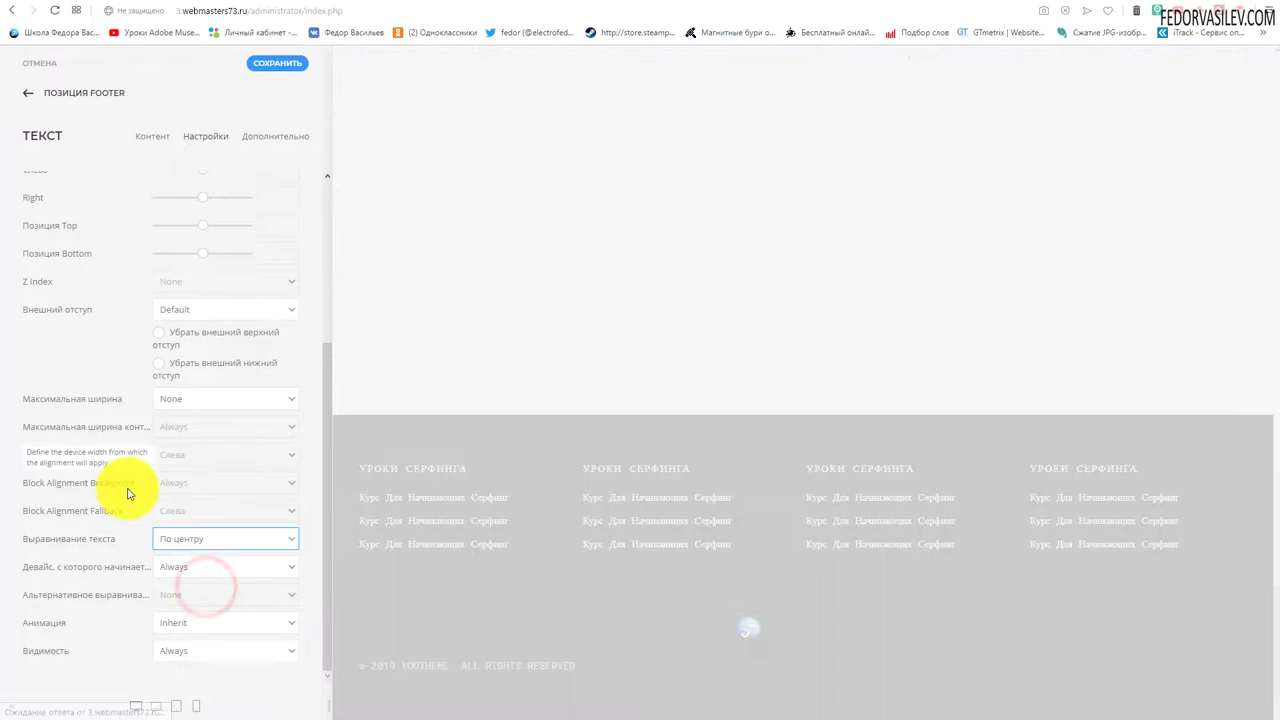 Не защищено
3.webmasters73.ru/administrator/index.php
FEDORVASILEV.COM
Школа Федора Вас...
Уроки Adobe Muse...
Личный кабинет -...
Федор Васильев
(2) Одноклассники
fedor (@electrofed...
http://store.steamp...
Магнитные бури о...
Бесплатный онлай...
Подбор слов
GTmetrix | Website...
Сжатие JPG-изобр...
iTrack - Сервис оп...
ОТМЕНА
СОХРАНИТЬ
ПОЗИЦИЯ FOOTER
ТЕКСТ
Контент
Настройки
Дополнительно
Right
Позиция Top
Позиция Bottom
Z Index
None
Внешний отступ
Default
Убрать внешний верхний
отступ
Убрать внешний нижний
отступ
Максимальная ширина
None
Максимальная ширина конт...
Always
Define the device width from which
the alignment will apply.
Слева
Block Alignment Breakpoint
Always
Block Alignment Fallback
Слева
Выравнивание текста
По центру
Девайс, с которого начинает...
Always
Альтернативное выравнива...
None
Анимация
Inherit
Видимость
Always
Ожидание ответа от 3.webmasters73.ru...
УРОКИ СЕРФИНГА
УРОКИ СЕРФИНГА
УРОКИ СЕРФИНГА
УРОКИ СЕРФИНГА
Курс Для Начинающих Серфинг
Курс Для Начинающих Серфинг
Курс Для Начинающих Серфинг
Курс Для Начинающих Серфинг
Курс Для Начинающих Серфинг
Курс Для Начинающих Серфинг
Курс Для Начинающих Серфинг
Курс Для Начинающих Серфинг
Курс Для Начинающих Серфинг
Курс Для Начинающих Серфинг
Курс Для Начинающих Серфинг
Курс Для Начинающих Серфинг
© 2019 YOOTHEME ALL RIGHTS RESERVED